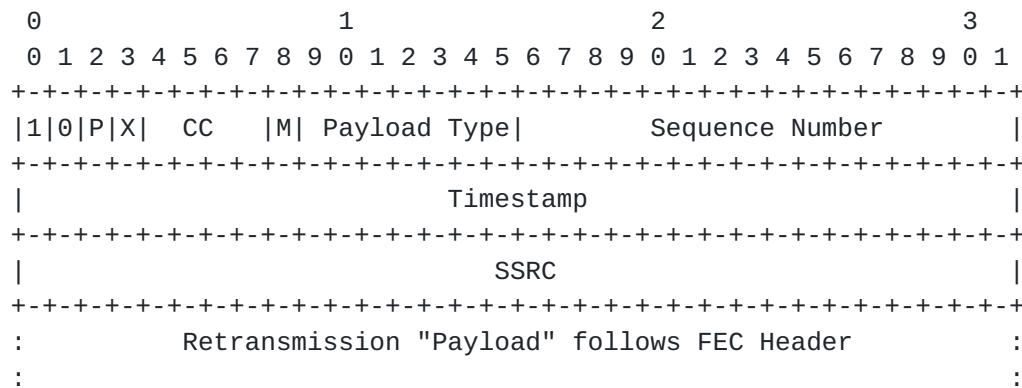 0                   1                   2                   3
 0 1 2 3 4 5 6 7 8 9 0 1 2 3 4 5 6 7 8 9 0 1 2 3 4 5 6 7 8 9 0 1
+-+-+-+-+-+-+-+-+-+-+-+-+-+-+-+-+-+-+-+-+-+-+-+-+-+-+-+-+-+-+-+-+
|1|0|P|X|  CC   |M| Payload Type|        Sequence Number        |
+-+-+-+-+-+-+-+-+-+-+-+-+-+-+-+-+-+-+-+-+-+-+-+-+-+-+-+-+-+-+-+-+
|                           Timestamp                           |
+-+-+-+-+-+-+-+-+-+-+-+-+-+-+-+-+-+-+-+-+-+-+-+-+-+-+-+-+-+-+-+-+
|                              SSRC                             |
+-+-+-+-+-+-+-+-+-+-+-+-+-+-+-+-+-+-+-+-+-+-+-+-+-+-+-+-+-+-+-+-+
:          Retransmission "Payload" follows FEC Header          :
:                                                               :